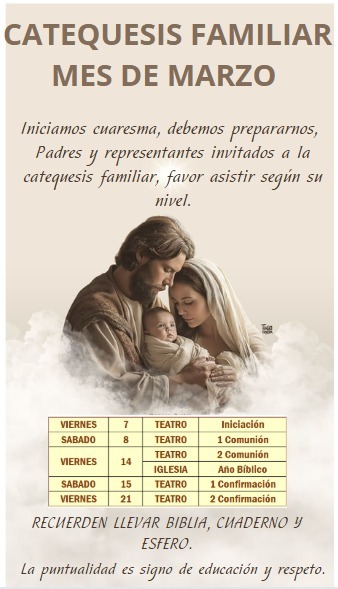 CATEQUESIS FAMILIAR
MES DE MARZO
Iniciamos cuaresma, debemos prepararnos,
Padres y representantes invitados a la
catequesis familiar, favor asistir según su
nivel.
VIERNES 7 TEATRO Iniciación
SABADO 8 TEATRO 1 Comunión
VIERNES 14 TEATRO 2 Comunión
IGLESIA Año Bíblico
SABADO 15 TEATRO 1 Confirmación
VIERNES 21 TEATRO 2 Confirmación
RECUERDEN LLEVAR BIBLIA, CUADERNO Y
ESFERO.
La puntualidad es signo de educación y respeto.